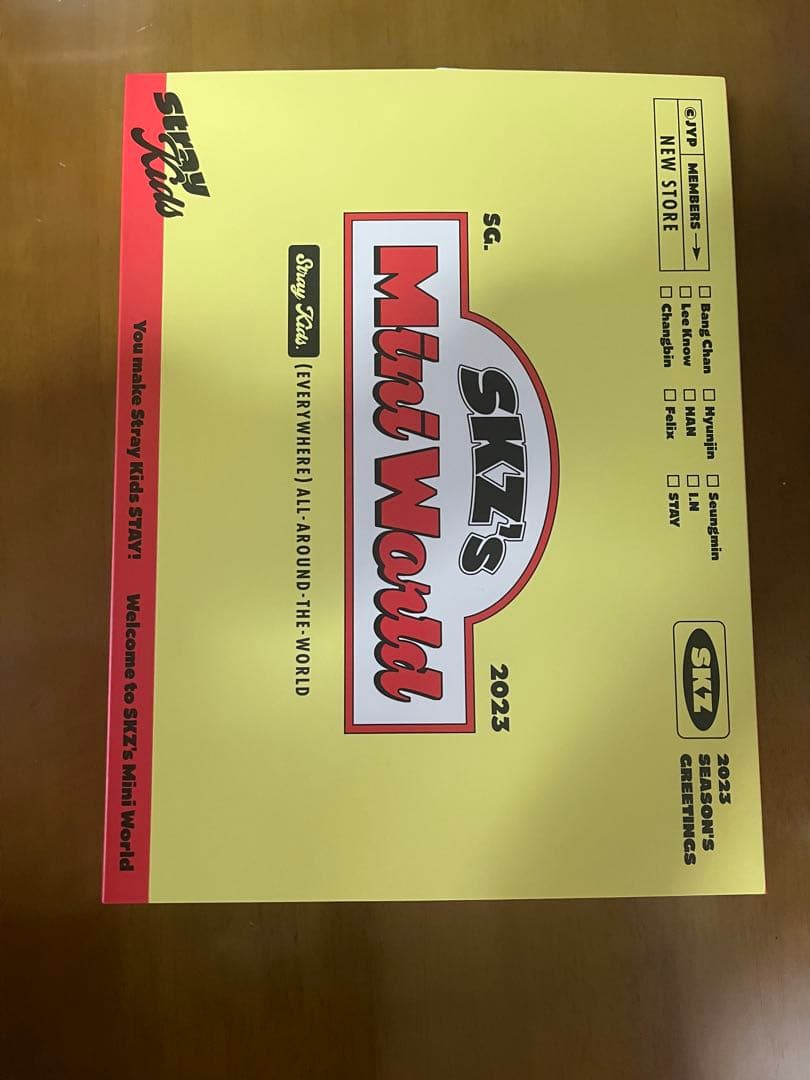 ©JYP MEMBERS →
NEW STORE
☐ Bang Chan ☐ Hyunjin ☐ Seungmin
☐ Lee Know ☐ HAN ☐ I.N
☐ Changbin ☐ Felix ☐ STAY
SKZ
2023
SEASON'S
GREETINGS
SG.
2023
SKZ's
Mini World
Stray Kids. (EVERYWHERE) ALL-AROUND-THE-WORLD
Stray
Kids
You make Stray Kids STAY! Welcome to SKZ's Mini World